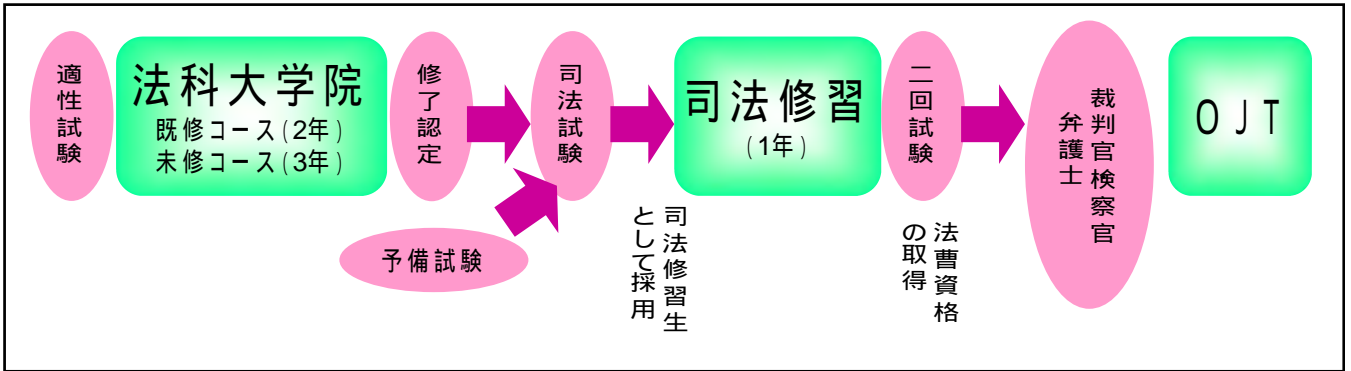 適性試験
法科大学院
既修コース(2年)
未修コース(3年)
修了認定
司法試験
予備試験
司法修習生
として採用
司法修習
(1年)
二回試験
法曹資格
の取得
裁判官検察官
弁護士
OJT